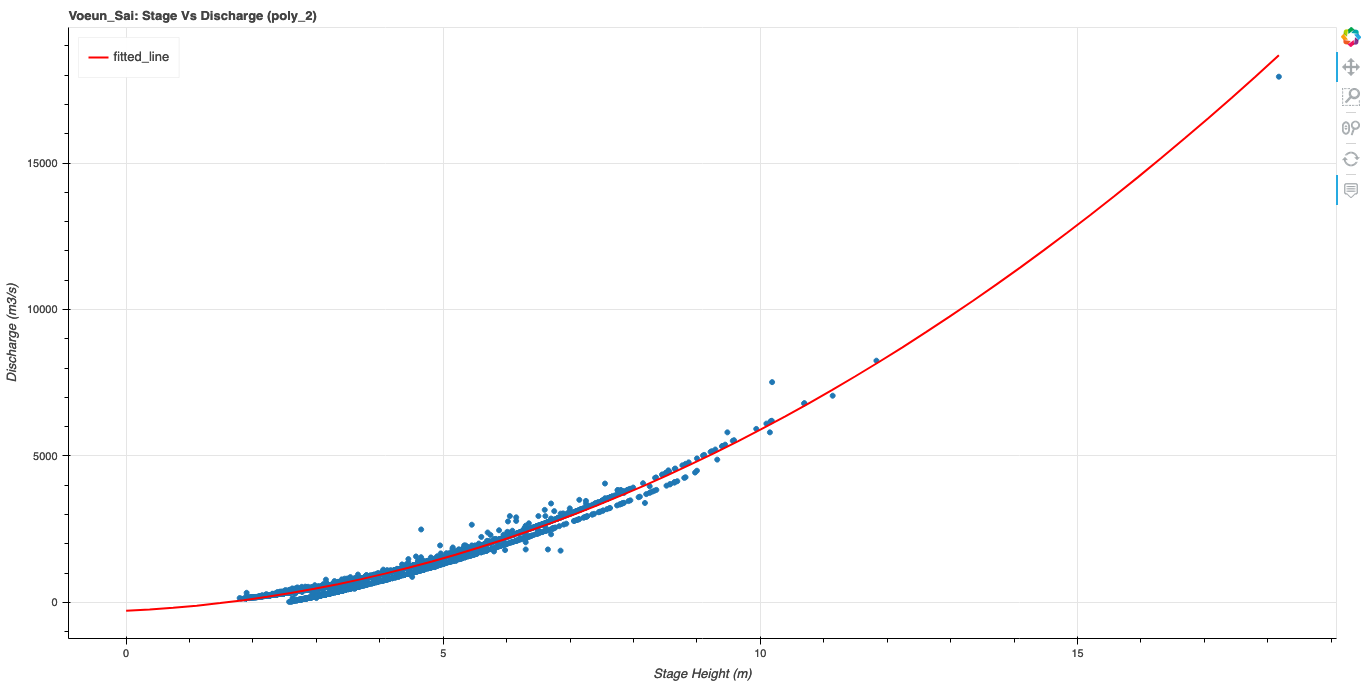 Voeun_Sai: Stage Vs Discharge (poly_2)
fitted_line
15000
10000
5000
0
Discharge (m3/s)
0 5 10 15
Stage Height (m)